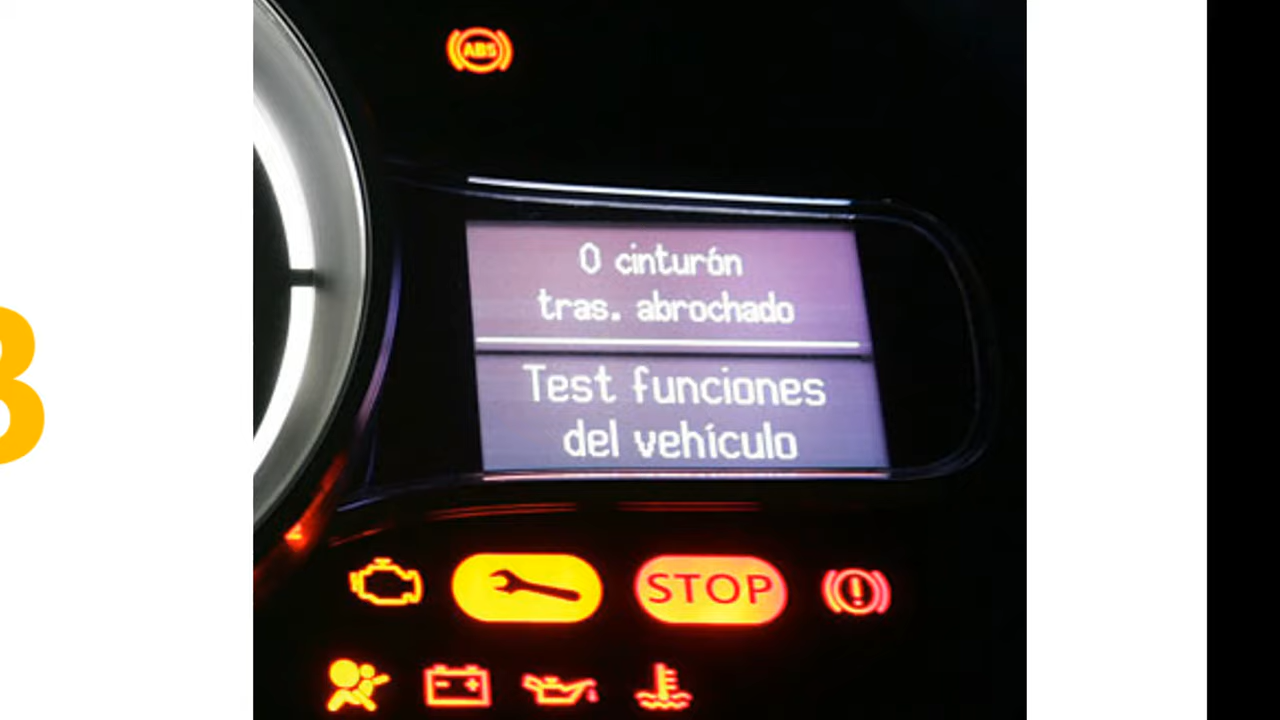 ABS
0 cinturón
tras. abrochado
Test funciones
del vehículo
STOP